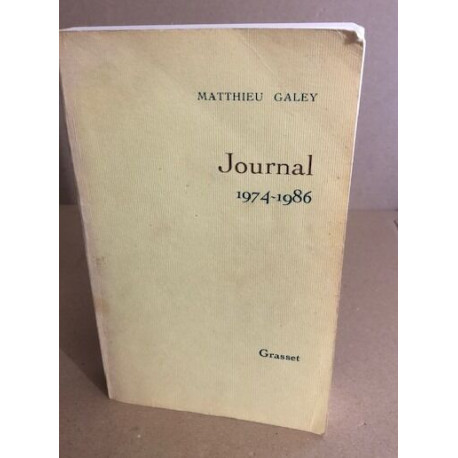 MATTHIEU GALEY
Journal
1974-1986
Grasset